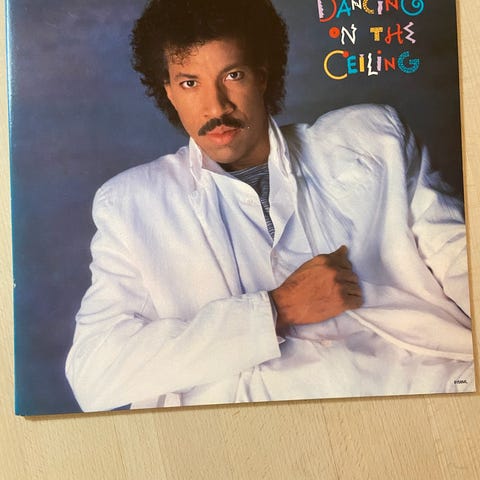 DANCING
ON THE
CEILING